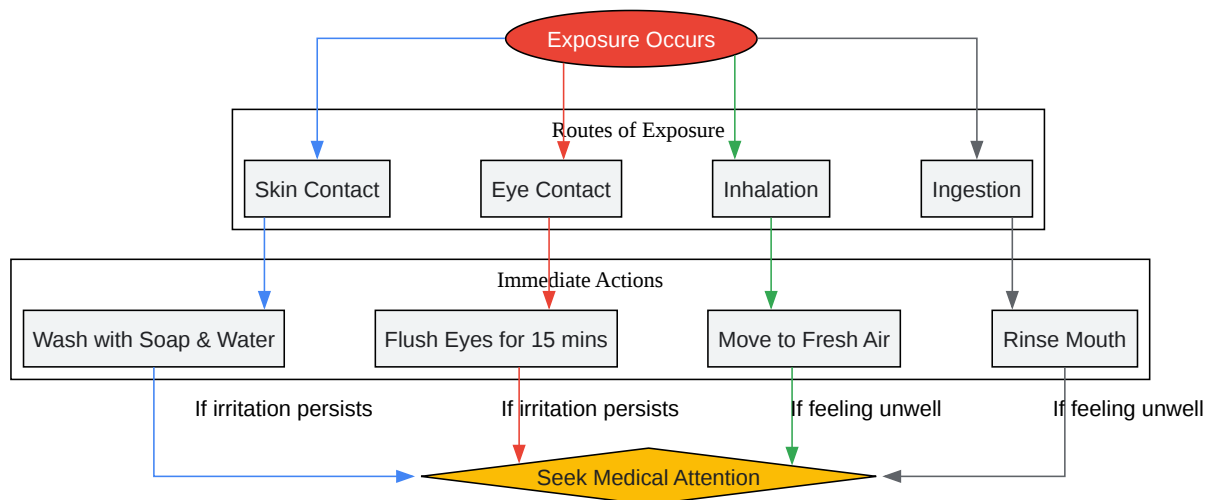 Exposure Occurs
Routes of Exposure
Skin Contact
Eye Contact
Inhalation
Ingestion
Immediate Actions
Wash with Soap & Water
Flush Eyes for 15 mins
Move to Fresh Air
Rinse Mouth
If irritation persists
If irritation persists
If feeling unwell
If feeling unwell
Seek Medical Attention